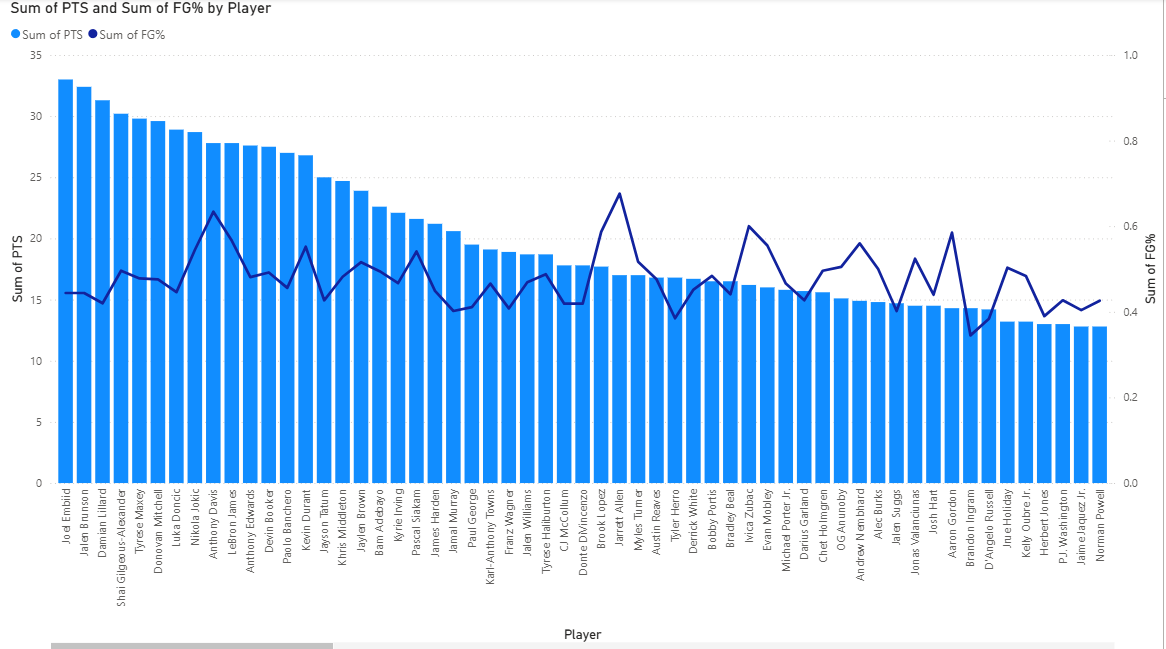 Sum of PTS and Sum of FG% by Player
Sum of PTS Sum of FG%
35
30
25
20
15
10
5
0
Sum of PTS
1.0
0.8
0.6
0.4
0.2
0.0
Sum of FG%
Joel Embiid
Jalen Brunson
Damian Lillard
Shai Gilgeous-Alexander
Tyrese Maxey
Donovan Mitchell
Luka Doncic
Nikola Jokic
Anthony Davis
LeBron James
Anthony Edwards
Devin Booker
Paolo Banchero
Kevin Durant
Jayson Tatum
Khris Middleton
Jaylen Brown
Bam Adebayo
Kyrie Irving
Pascal Siakam
James Harden
Jamal Murray
Paul George
Karl-Anthony Towns
Franz Wagner
Jalen Williams
Tyrese Haliburton
CJ McCollum
Donte DiVincenzo
Brook Lopez
Jarrett Allen
Myles Turner
Austin Reaves
Tyler Herro
Derrick White
Bobby Portis
Bradley Beal
Ivica Zubac
Evan Mobley
Michael Porter Jr.
Darius Garland
Chet Holmgren
OG Anunoby
Andrew Nembhard
Alec Burks
Jalen Suggs
Jonas Valanciunas
Josh Hart
Aaron Gordon
Brandon Ingram
D'Angelo Russell
Jrue Holiday
Kelly Oubre Jr.
Herbert Jones
P.J. Washington
Jaime Jaquez Jr.
Norman Powell
Player